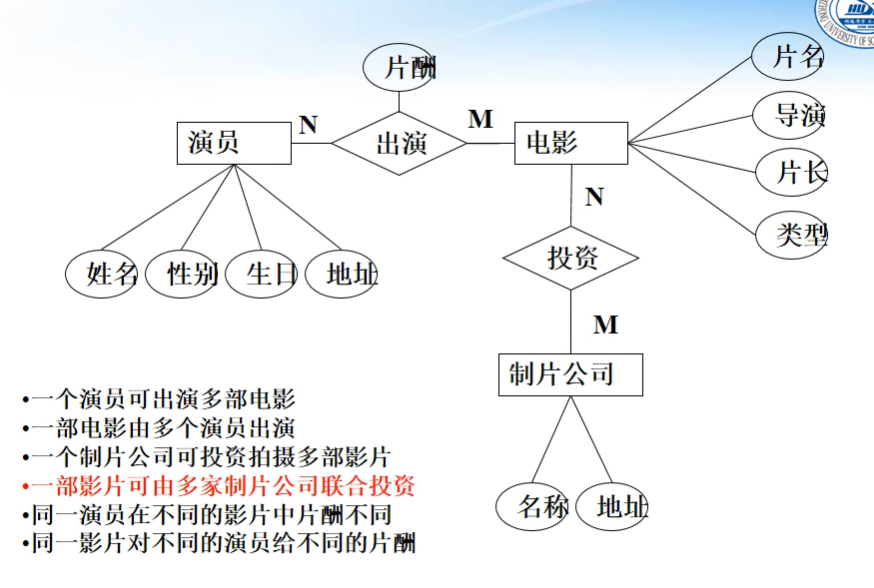 片酬
片名
导演
片长
类型
演员
N
出演
M
电影
N
投资
M
制片公司
姓名
性别
生日
地址
名称
地址
•一个演员可出演多部电影
•一部电影由多个演员出演
•一个制片公司可投资拍摄多部影片
•一部影片可由多家制片公司联合投资
•同一演员在不同的影片中片酬不同
•同一影片对不同的演员给不同的片酬
UNIVERSITY OF SC